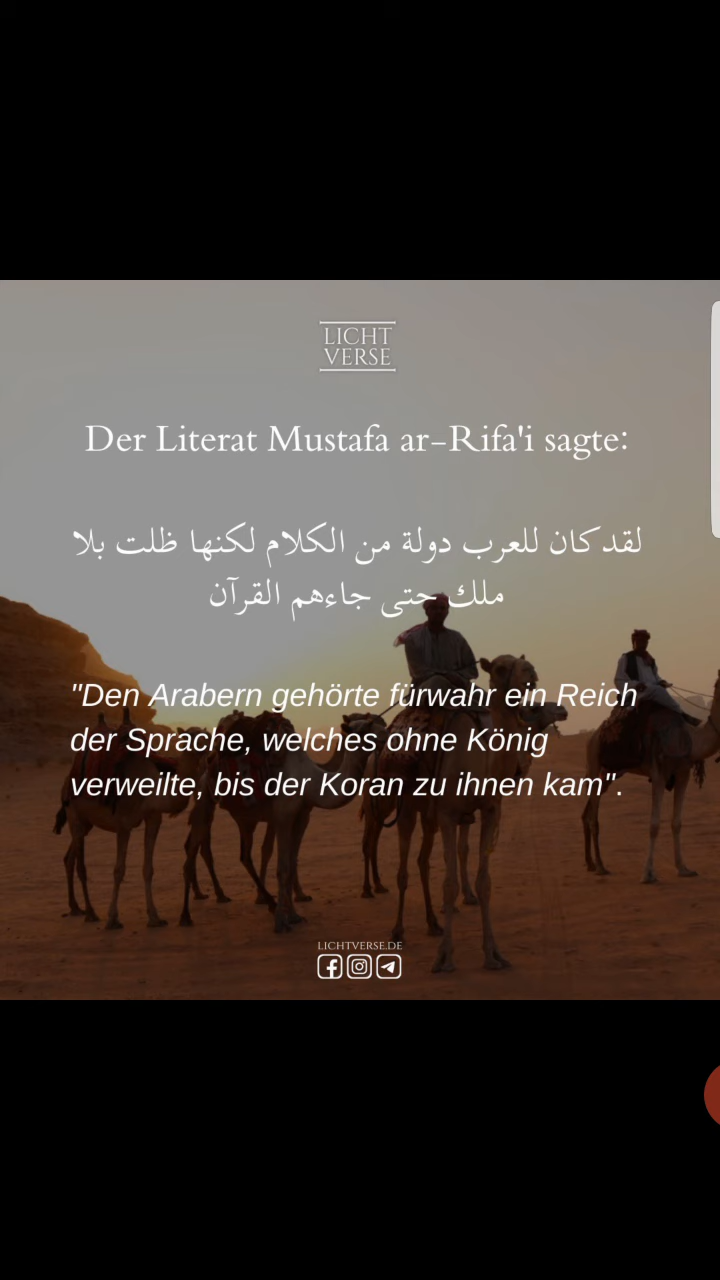 LICHT
VERSE
Der Literat Mustafa ar-Rifa'i sagte:
لقد كان للعرب دولة من الكلام لكنها ظلت بلا
ملك حتى جاءهم القرآن
"Den Arabern gehörte fürwahr ein Reich
der Sprache, welches ohne König
verweilte, bis der Koran zu ihnen kam".
LICHTVERSE.DE